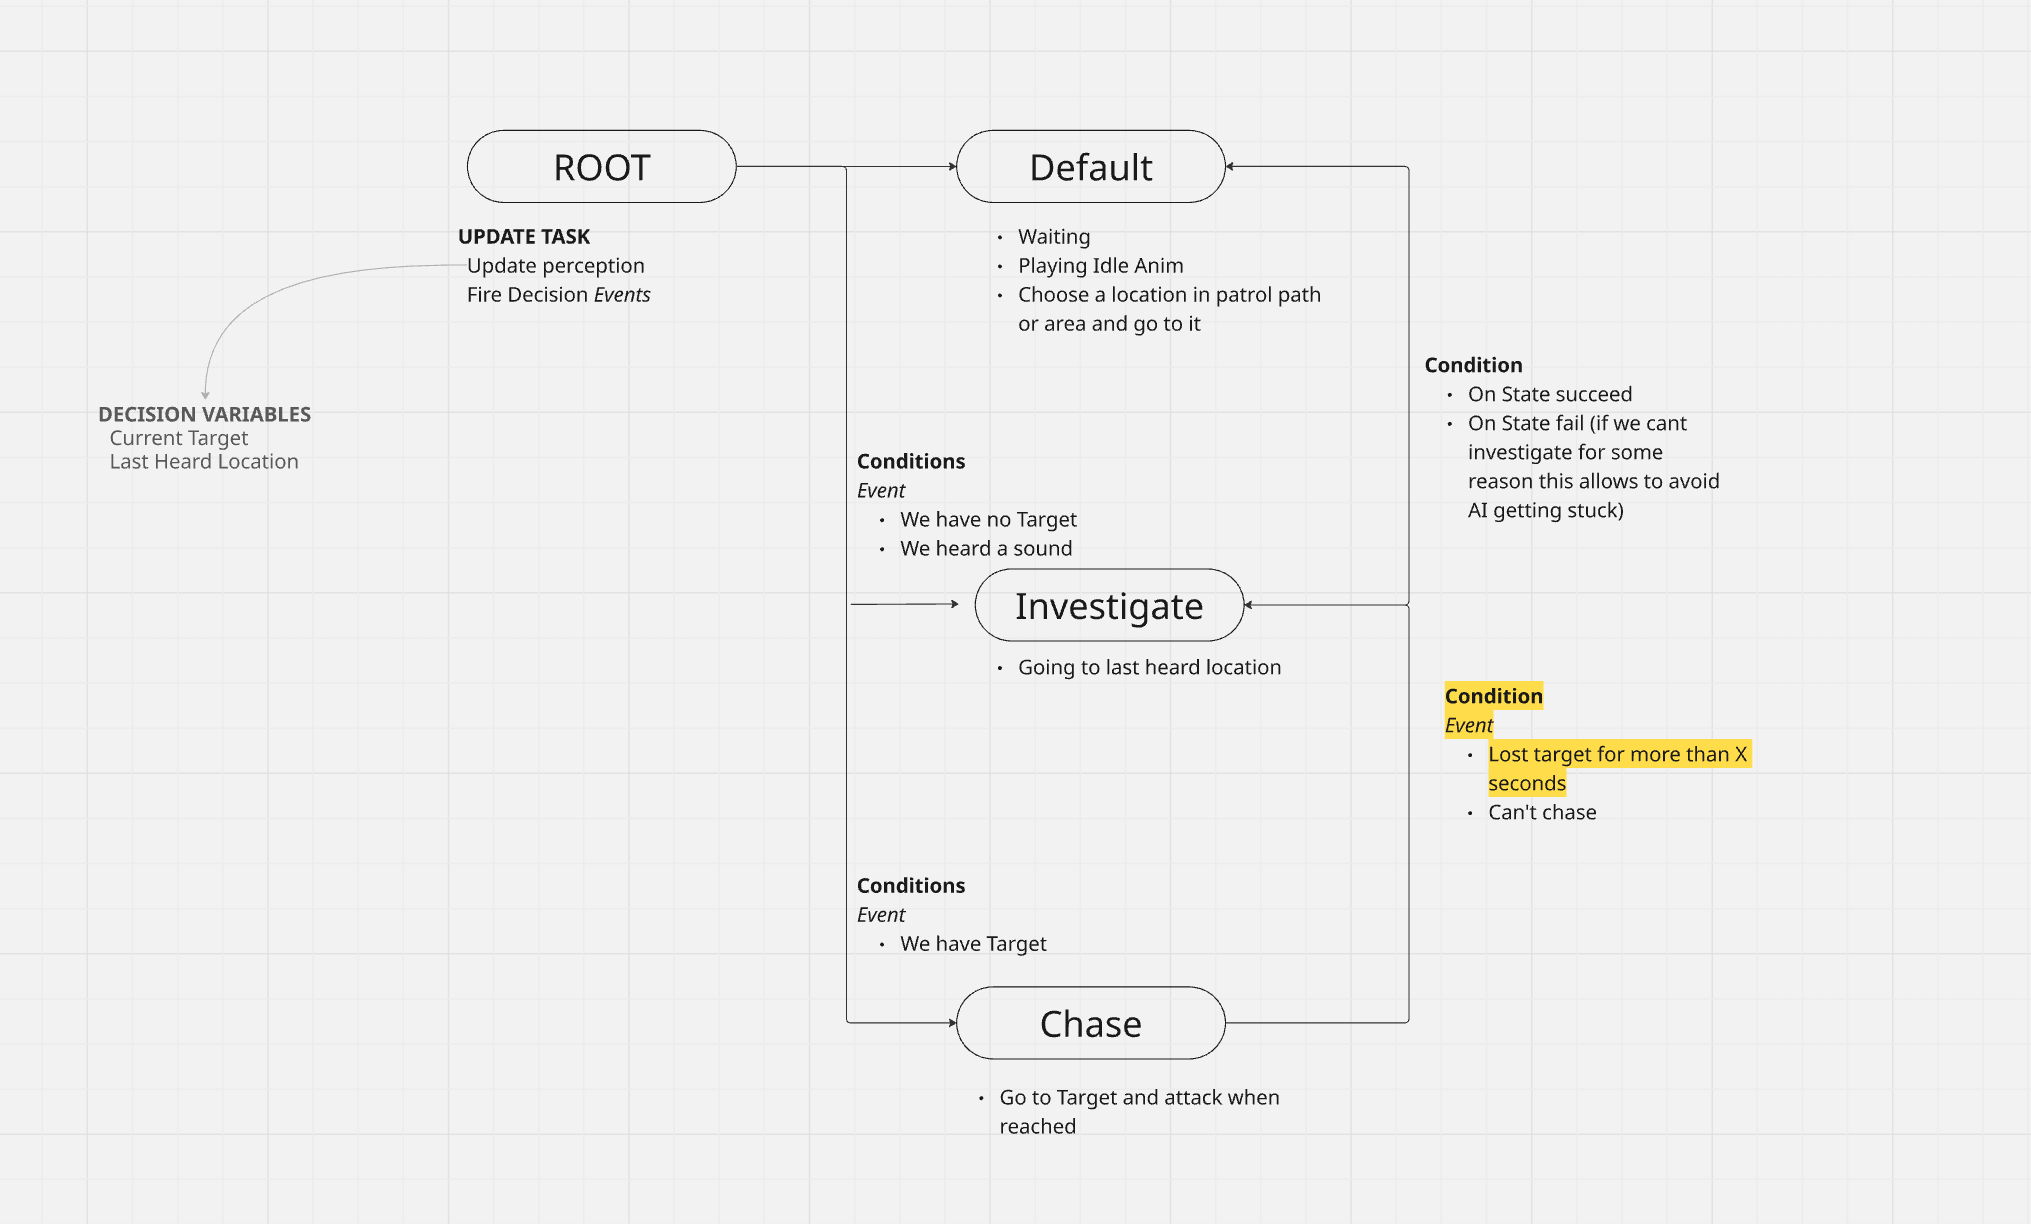 ROOT
Default
UPDATE TASK
Update perception
Fire Decision Events
• Waiting
• Playing Idle Anim
• Choose a location in patrol path
or area and go to it
DECISION VARIABLES
Current Target
Last Heard Location
Condition
• On State succeed
• On State fail (if we cant
investigate for some
reason this allows to avoid
AI getting stuck)
Conditions
Event
• We have no Target
• We heard a sound
Investigate
• Going to last heard location
Condition
Event
• Lost target for more than X
seconds
• Can't chase
Conditions
Event
• We have Target
Chase
• Go to Target and attack when
reached